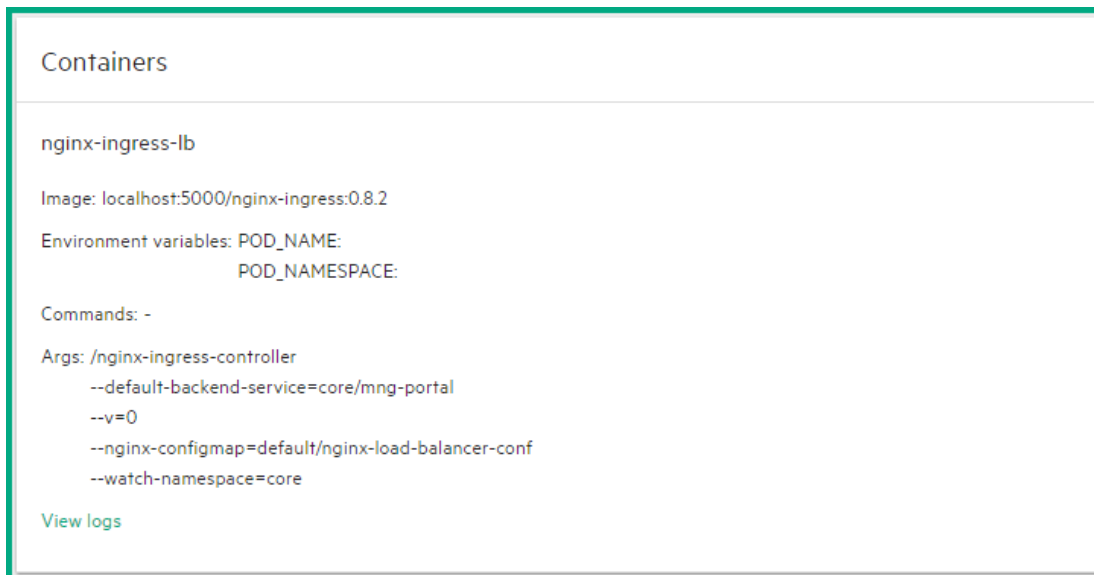 Containers
nginx-ingress-lb
Image: localhost:5000/nginx-ingress:0.8.2
Environment variables: POD_NAME:
POD_NAMESPACE:
Commands: -
Args: /nginx-ingress-controller
--default-backend-service=core/mng-portal
--v=0
--nginx-configmap=default/nginx-load-balancer-conf
--watch-namespace=core
View logs